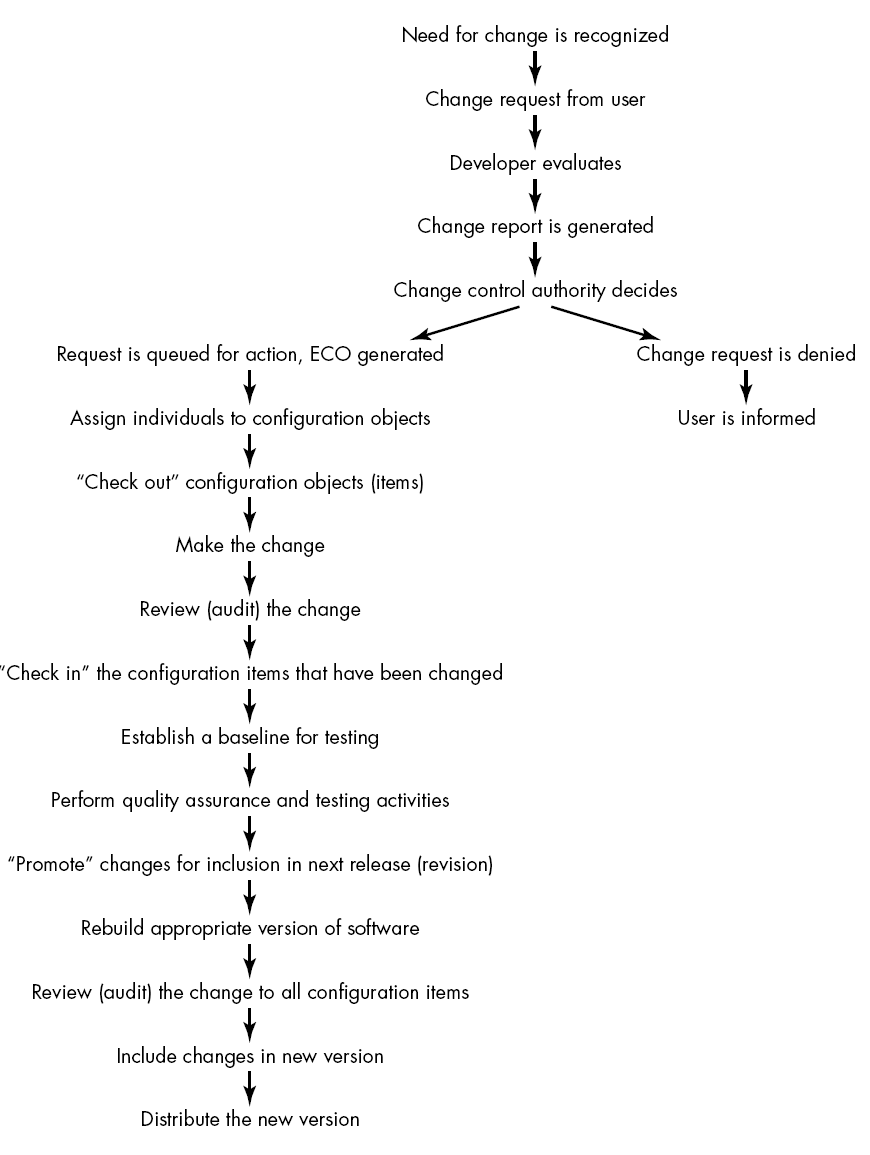 Need for change is recognized
Change request from user
Developer evaluates
Change report is generated
Change control authority decides
Request is queued for action, ECO generated
Change request is denied
Assign individuals to configuration objects
User is informed
“Check out” configuration objects (items)
Make the change
Review (audit) the change
“Check in” the configuration items that have been changed
Establish a baseline for testing
Perform quality assurance and testing activities
“Promote” changes for inclusion in next release (revision)
Rebuild appropriate version of software
Review (audit) the change to all configuration items
Include changes in new version
Distribute the new version